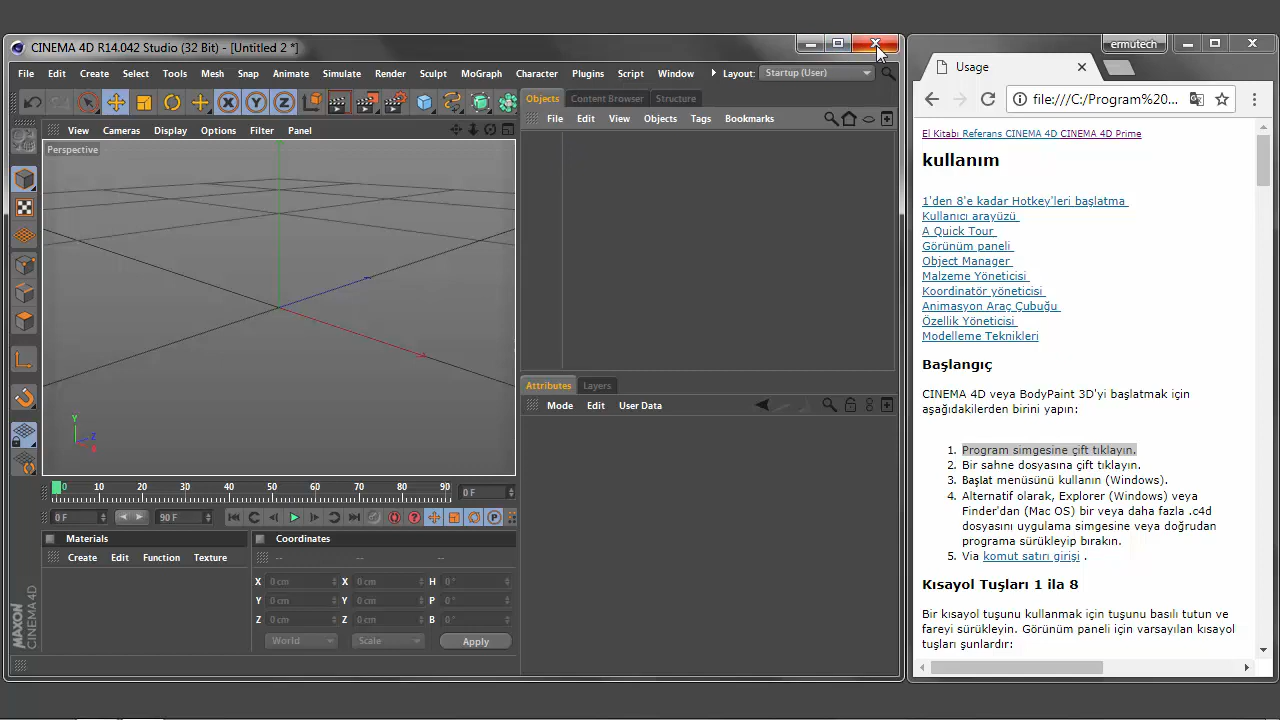 CINEMA 4D R14.042 Studio (32 Bit) - [Untitled 2 *]
File Edit Create Select Tools Mesh Snap Animate Simulate Render Sculpt MoGraph Character Plugins Script Window Layout: Startup (User)
X Y Z
View Cameras Display Options Filter Panel
Perspective
Y
Z
X
0 10 20 30 40 50 60 70 80 90
0 F
0 F
90 F
Materials
Create Edit Function Texture
Coordinates
-- -- --
X 0 cm X 0 cm H 0 °
Y 0 cm Y 0 cm P 0 °
Z 0 cm Z 0 cm B 0 °
World Scale Apply
MAXON
CINEMA 4D
Objects Content Browser Structure
File Edit View Objects Tags Bookmarks
Attributes Layers
Mode Edit User Data
ermutech
Usage
file:///C:/Program%20...
El Kitabı Referans CINEMA 4D CINEMA 4D Prime
kullanım
1'den 8'e kadar Hotkey'leri başlatma
Kullanıcı arayüzü
A Quick Tour
Görünüm paneli
Object Manager
Malzeme Yöneticisi
Koordinatör yöneticisi
Animasyon Araç Çubuğu
Özellik Yöneticisi
Modelleme Teknikleri
Başlangıç
CINEMA 4D veya BodyPaint 3D'yi başlatmak için
aşağıdakilerden birini yapın:
1. Program simgesine çift tıklayın.
2. Bir sahne dosyasına çift tıklayın.
3. Başlat menüsünü kullanın (Windows).
4. Alternatif olarak, Explorer (Windows) veya
Finder'dan (Mac OS) bir veya daha fazla .c4d
dosyasını uygulama simgesine veya doğrudan
programa sürükleyip bırakın.
5. Via komut satırı girişi .
Kısayol Tuşları 1 ila 8
Bir kısayol tuşunu kullanmak için tuşunu basılı tutun ve
fareyi sürükleyin. Görünüm paneli için varsayılan kısayol
tuşları şunlardır: